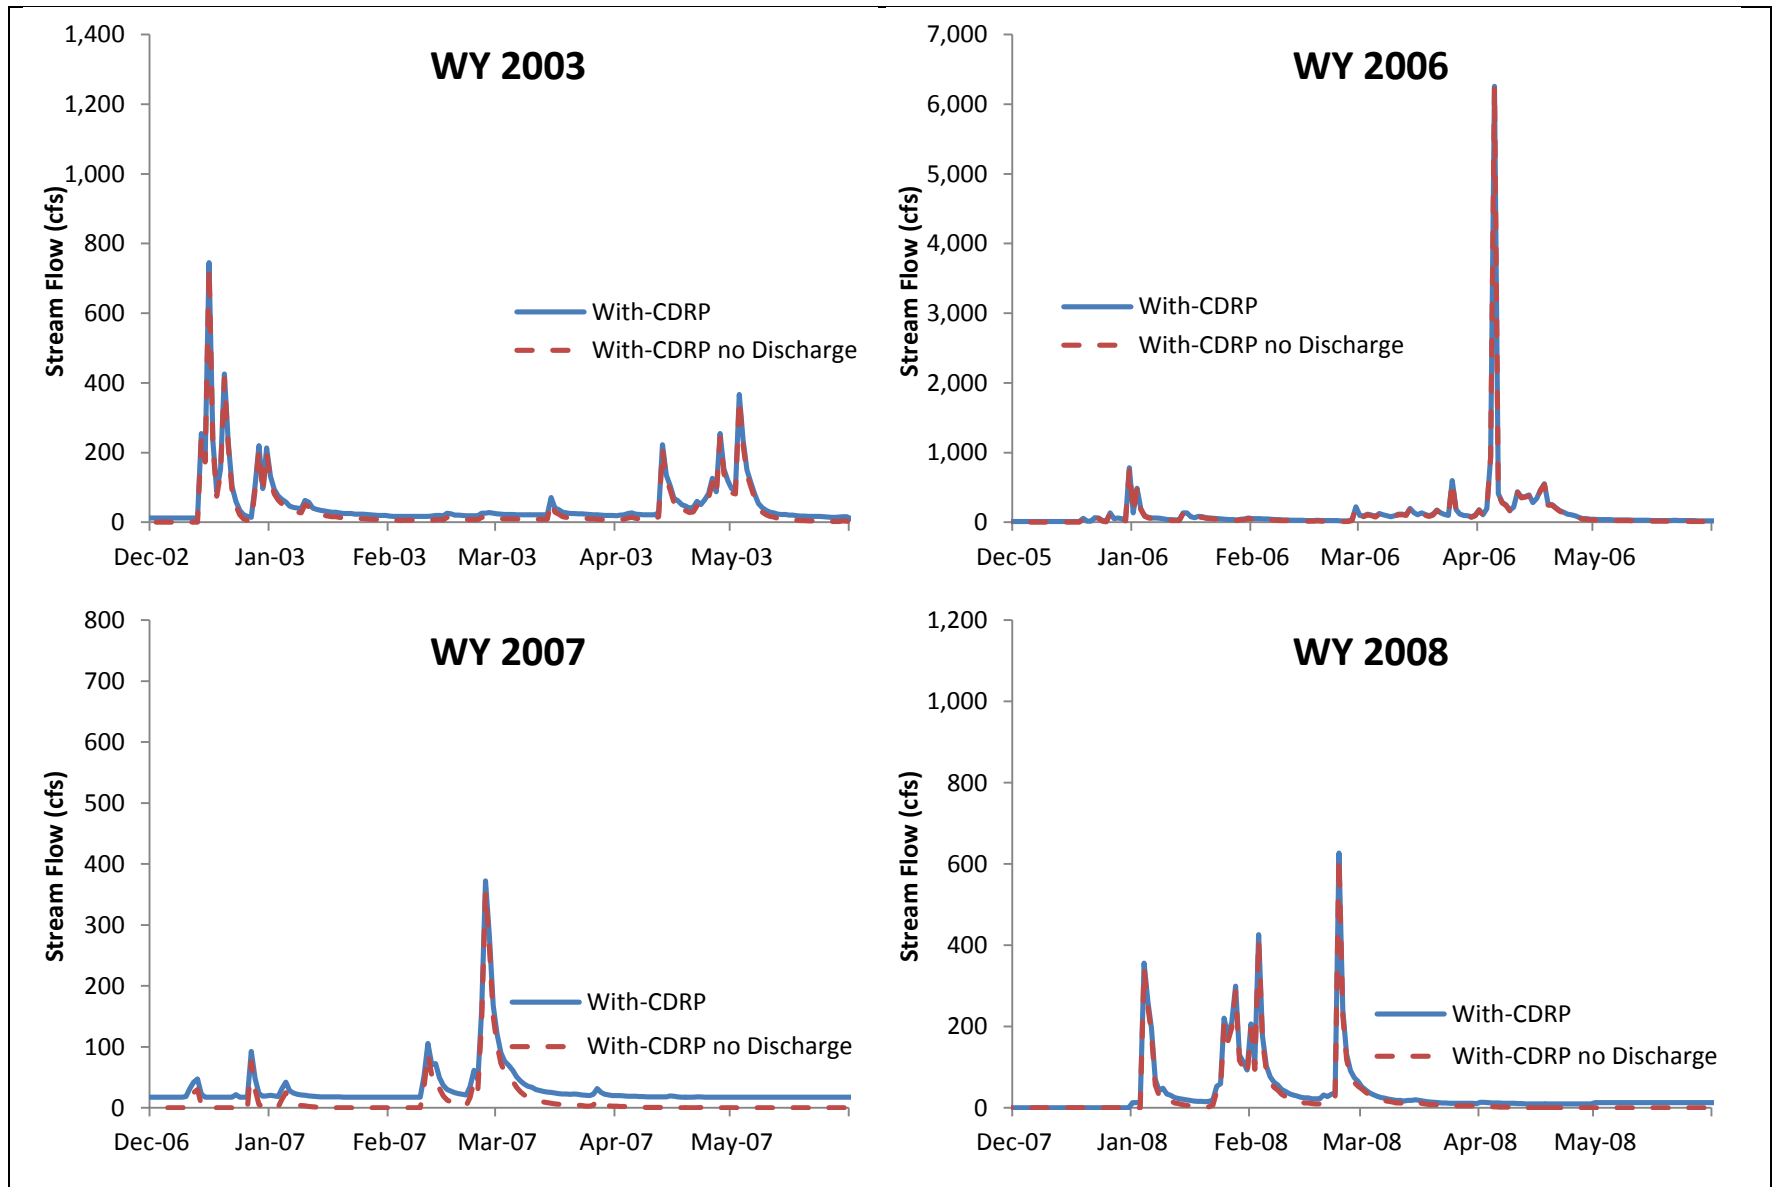 WY 2003
1,400
1,200
1,000
800
600
400
200
0
Stream Flow (cfs)
With-CDRP
With-CDRP no Discharge
Dec-02 Jan-03 Feb-03 Mar-03 Apr-03 May-03
WY 2006
7,000
6,000
5,000
4,000
3,000
2,000
1,000
0
Stream Flow (cfs)
With-CDRP
With-CDRP no Discharge
Dec-05 Jan-06 Feb-06 Mar-06 Apr-06 May-06
WY 2007
800
700
600
500
400
300
200
100
0
Stream Flow (cfs)
With-CDRP
With-CDRP no Discharge
Dec-06 Jan-07 Feb-07 Mar-07 Apr-07 May-07
WY 2008
1,200
1,000
800
600
400
200
0
Stream Flow (cfs)
With-CDRP
With-CDRP no Discharge
Dec-07 Jan-08 Feb-08 Mar-08 Apr-08 May-08